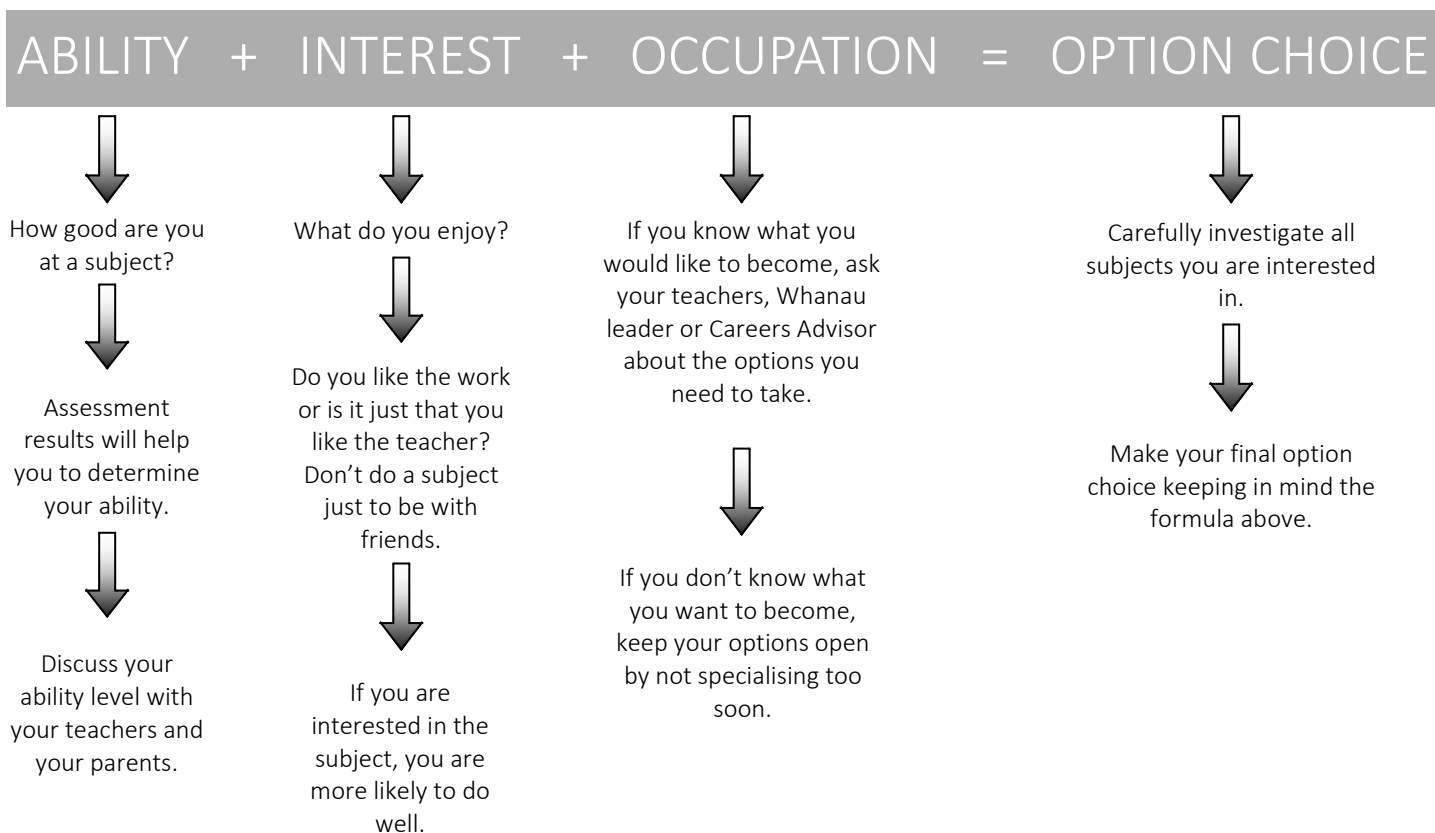 ABILITY + INTEREST + OCCUPATION = OPTION CHOICE
How good are you
at a subject?
Assessment
results will help
you to determine
your ability.
Discuss your
ability level with
your teachers and
your parents.
What do you enjoy?
Do you like the work
or is it just that you
like the teacher?
Don’t do a subject
just to be with
friends.
If you are
interested in the
subject, you are
more likely to do
well.
If you know what you
would like to become, ask
your teachers, Whanau
leader or Careers Advisor
about the options you
need to take.
If you don’t know what
you want to become,
keep your options open
by not specialising too
soon.
Carefully investigate all
subjects you are interested
in.
Make your final option
choice keeping in mind the
formula above.